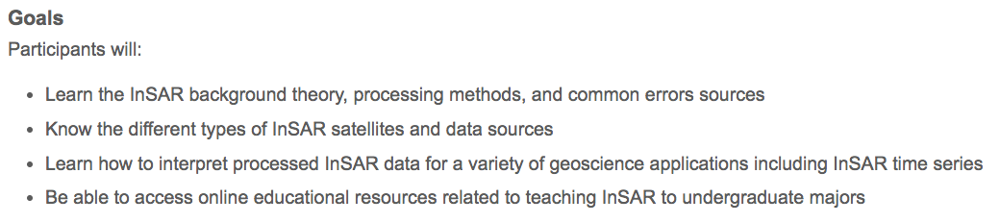 Goals
Participants will:
• Learn the InSAR background theory, processing methods, and common errors sources
• Know the different types of InSAR satellites and data sources
• Learn how to interpret processed InSAR data for a variety of geoscience applications including InSAR time series
• Be able to access online educational resources related to teaching InSAR to undergraduate majors